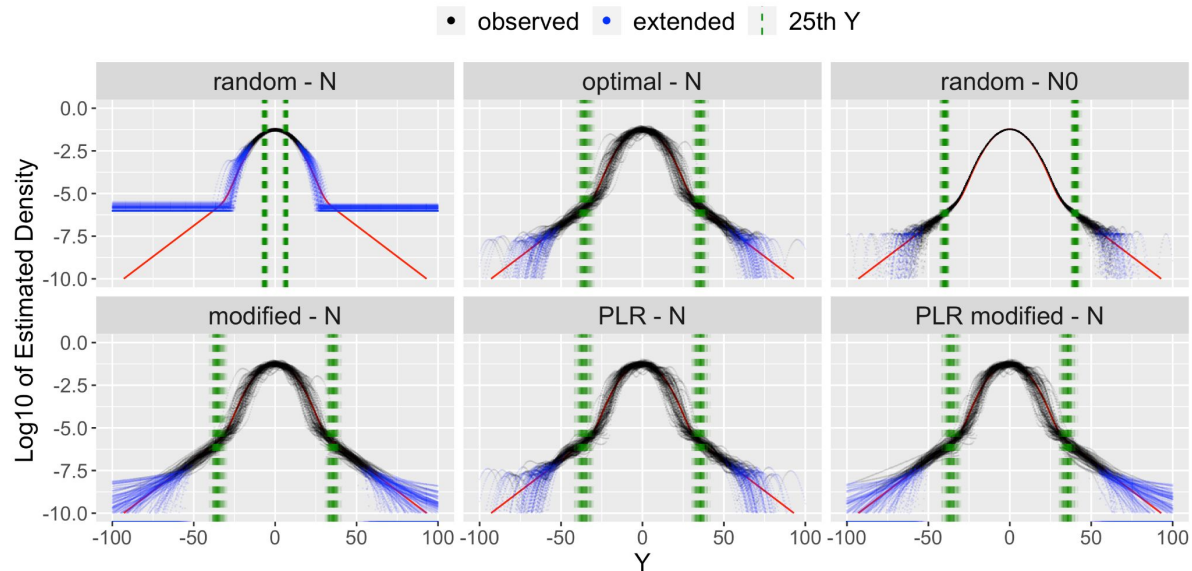 observed extended 25th Y
random - N optimal - N random - N0
0.0
-2.5
-5.0
-7.5
-10.0
modified - N PLR - N PLR modified - N
0.0
-2.5
-5.0
-7.5
-10.0
-100 -50 0 50 100 -100 -50 0 50 100 -100 -50 0 50 100
Y
Log10 of Estimated Density